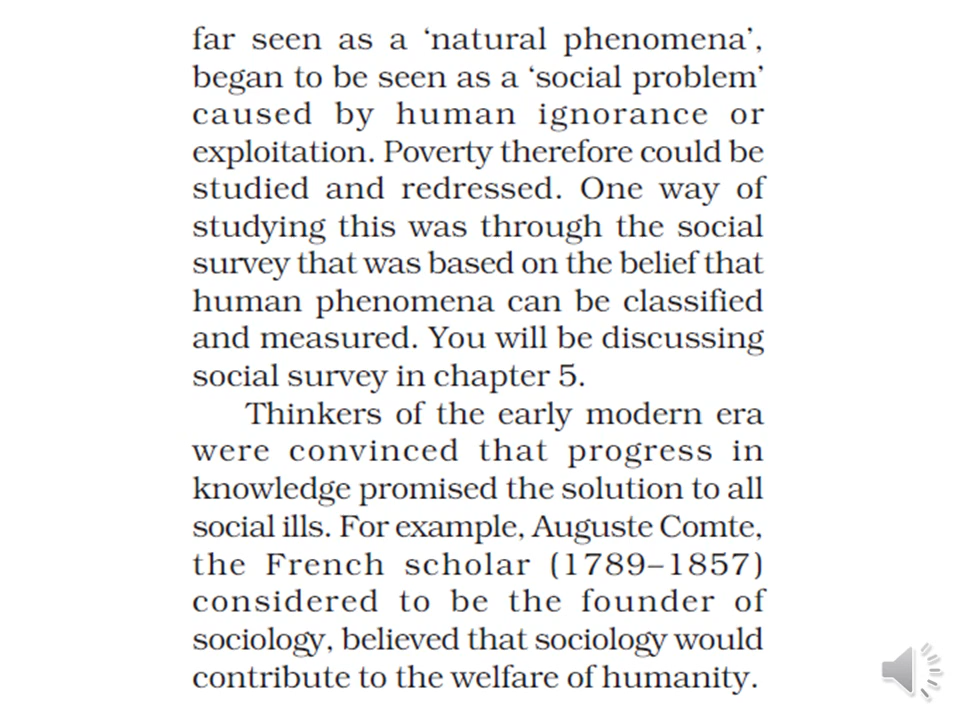 far seen as a ‘natural phenomena’,
began to be seen as a ‘social problem’
caused by human ignorance or
exploitation. Poverty therefore could be
studied and redressed. One way of
studying this was through the social
survey that was based on the belief that
human phenomena can be classified
and measured. You will be discussing
social survey in chapter 5.
Thinkers of the early modern era
were convinced that progress in
knowledge promised the solution to all
social ills. For example, Auguste Comte,
the French scholar (1789–1857)
considered to be the founder of
sociology, believed that sociology would
contribute to the welfare of humanity.